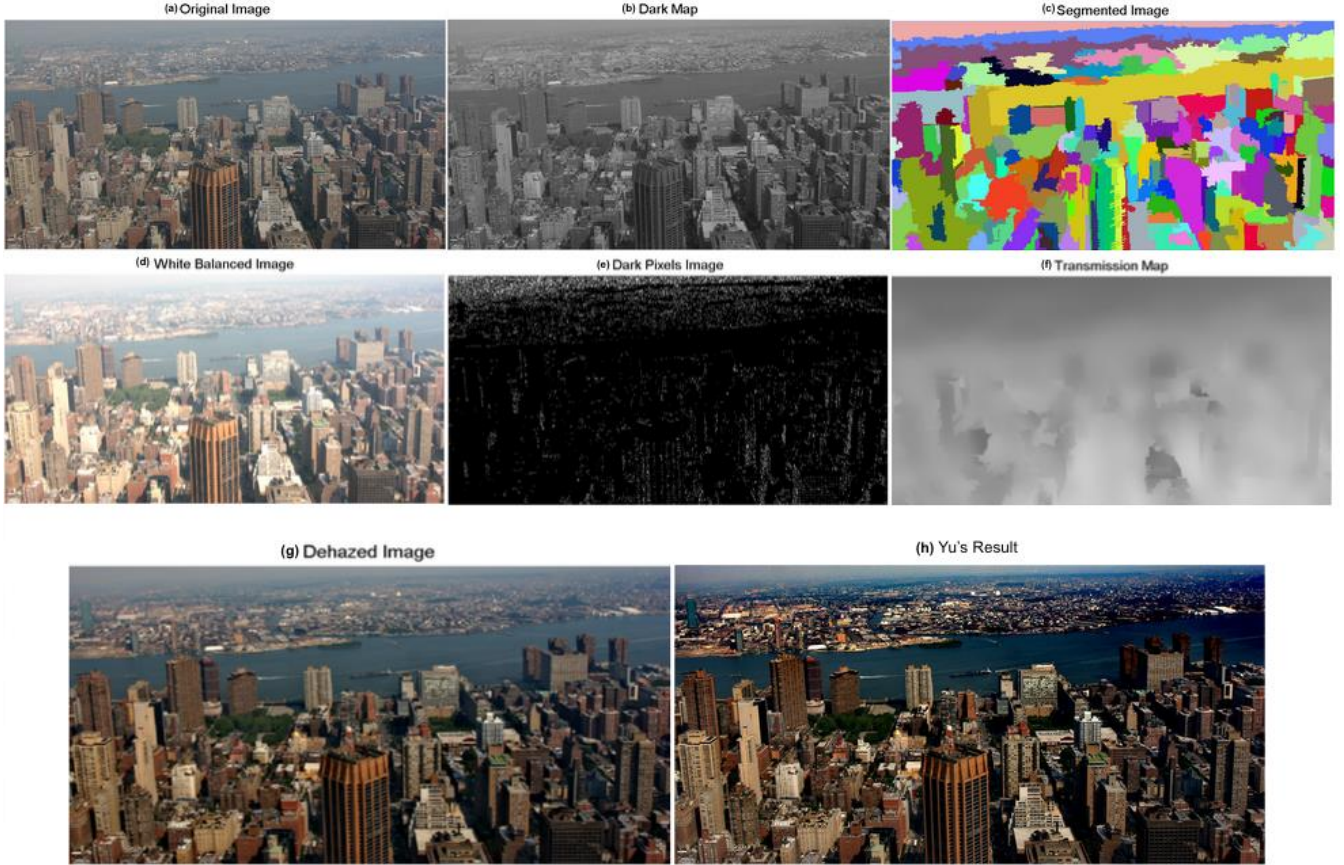 (a) Original Image
(b) Dark Map
(c) Segmented Image
(d) White Balanced Image
(e) Dark Pixels Image
(f) Transmission Map
(g) Dehazed Image
(h) Yu's Result